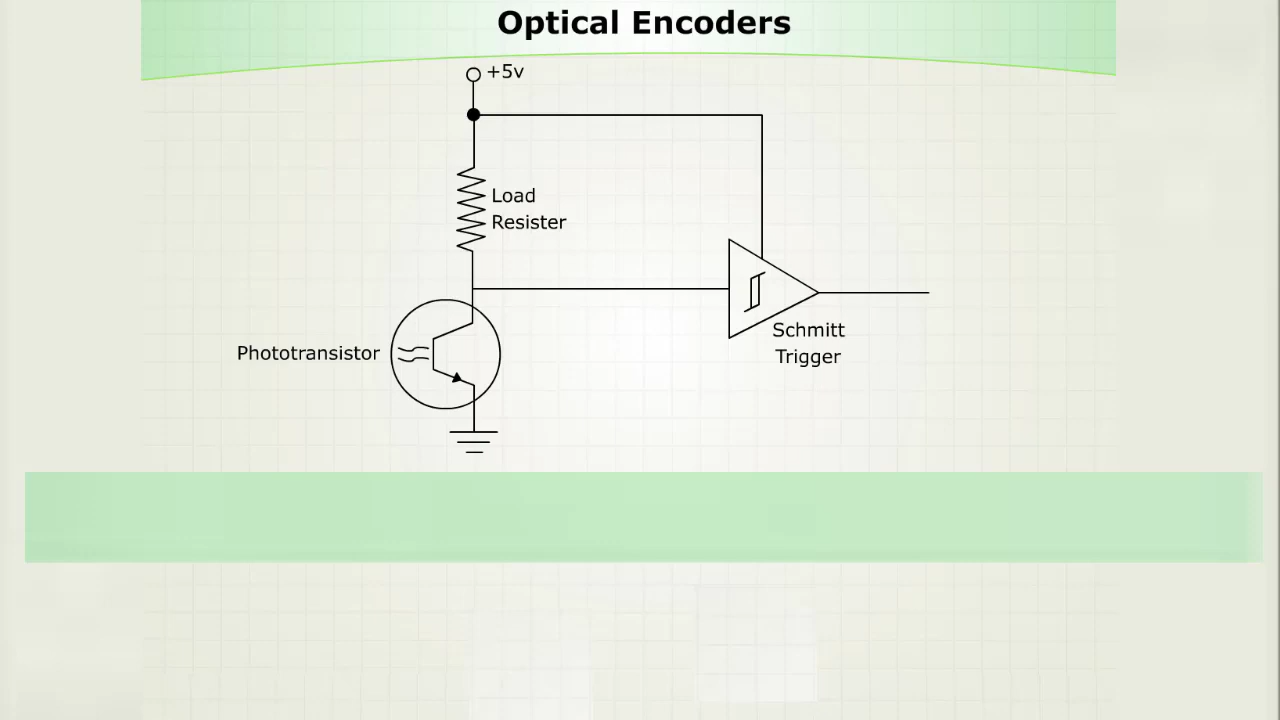 Optical Encoders
+5v
Load
Resister
Phototransistor
Schmitt
Trigger